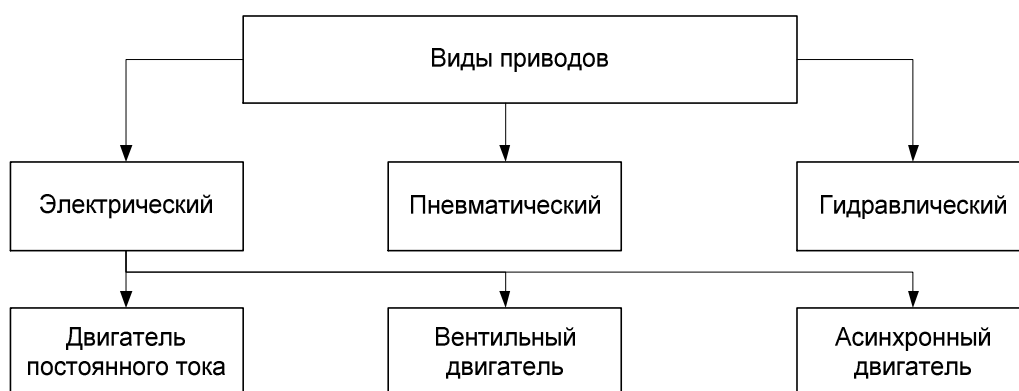 Виды приводов
Электрический
Пневматический
Гидравлический
Двигатель
постоянного тока
Вентильный
двигатель
Асинхронный
двигатель